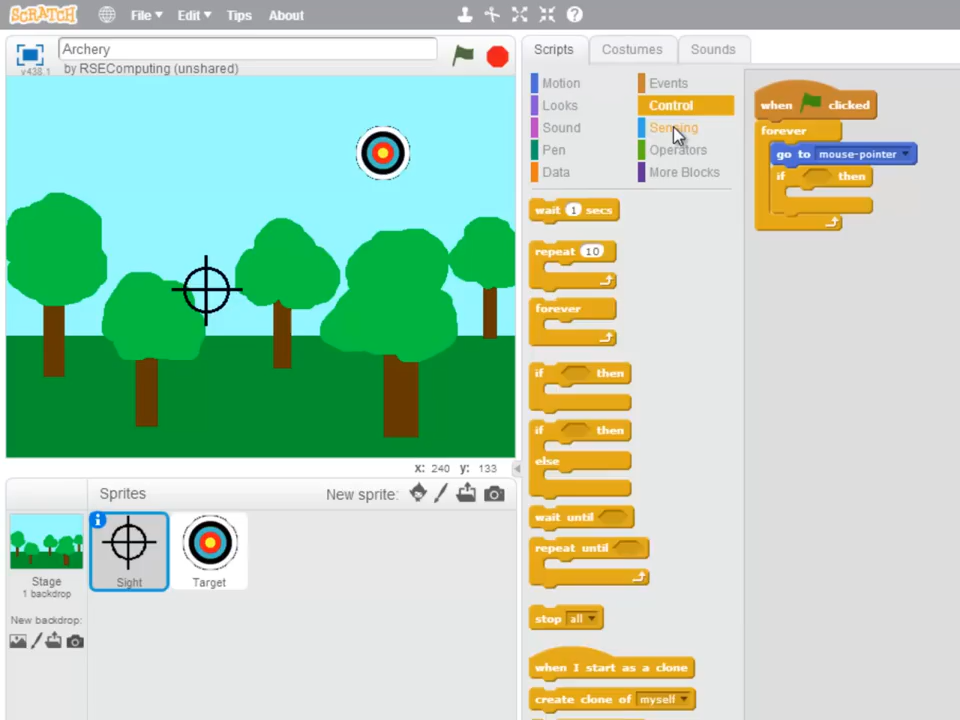 SCRATCH File Edit Tips About
Archery
v438.1 by RSEComputing (unshared)
Scripts Costumes Sounds
Motion Events
Looks Control
Sound Sensing
Pen Operators
Data More Blocks
wait 1 secs
repeat 10
forever
if then
if then
else
wait until
repeat until
stop all
when I start as a clone
create clone of myself
when clicked
forever
go to mouse-pointer
if then
x: 240 y: 133
Sprites New sprite:
Stage
1 backdrop
New backdrop:
Sight
Target